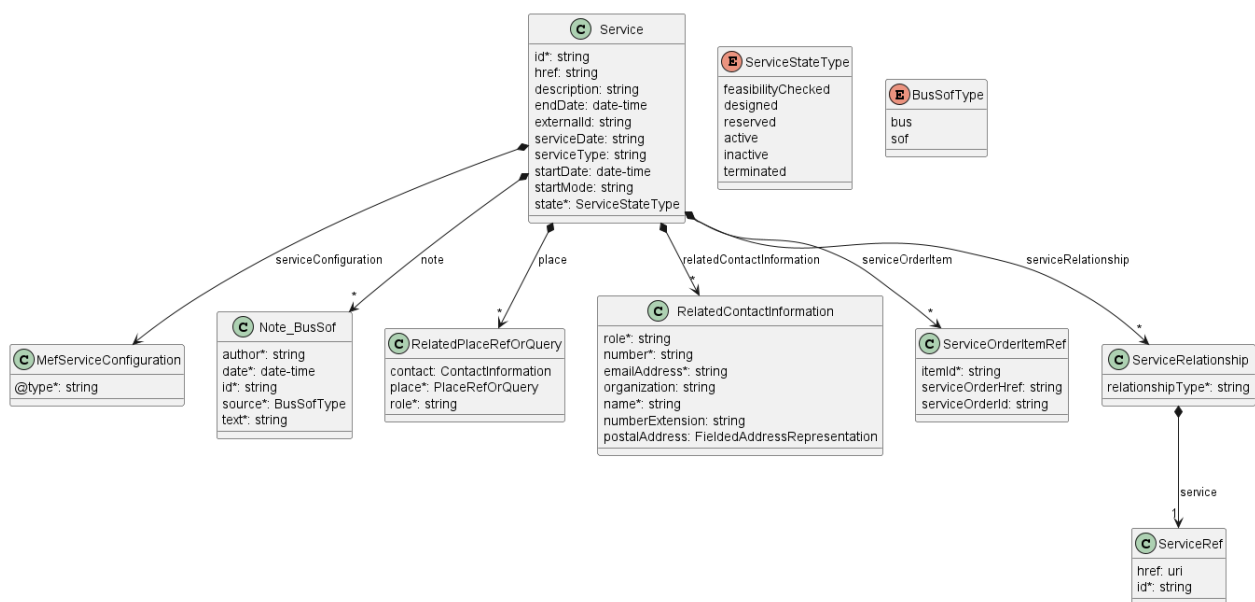 C Service
id*: string
href: string
description: string
endDate: date-time
externalId: string
serviceDate: string
serviceType: string
startDate: date-time
startMode: string
state*: ServiceStateType
E ServiceStateType
feasibilityChecked
designed
reserved
active
inactive
terminated
E BusSofType
bus
sof
serviceConfiguration
note
*
place
*
relatedContactInformation
*
serviceOrderItem
*
serviceRelationship
*
C MefServiceConfiguration
@type*: string
C Note_BusSof
author*: string
date*: date-time
id*: string
source*: BusSofType
text*: string
C RelatedPlaceRefOrQuery
contact: ContactInformation
place*: PlaceRefOrQuery
role*: string
C RelatedContactInformation
role*: string
number*: string
emailAddress*: string
organization: string
name*: string
numberExtension: string
postalAddress: FieldedAddressRepresentation
C ServiceOrderItemRef
itemId*: string
serviceOrderHref: string
serviceOrderId: string
C ServiceRelationship
relationshipType*: string
service
1
C ServiceRef
href: uri
id*: string